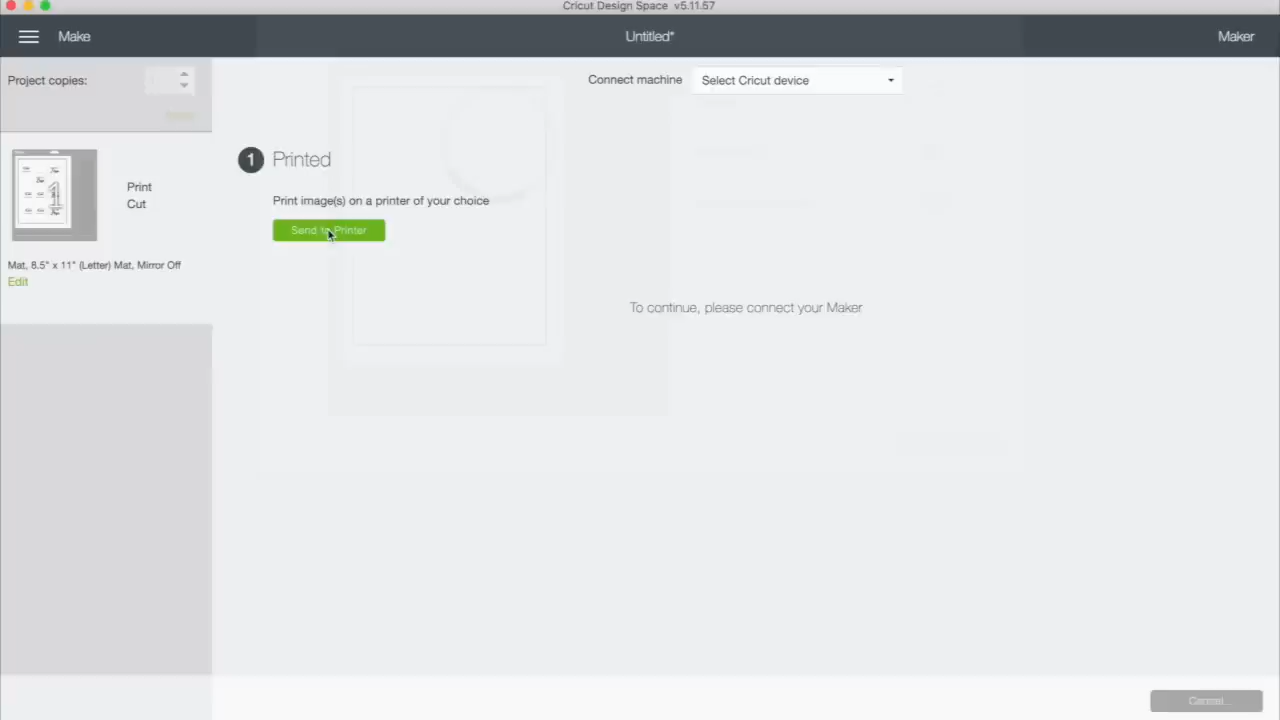 Cricut Design Space v5.11.57
Make
Untitled*
Maker
Project copies:
Connect machine
Select Cricut device
1 Printed
Print
Cut
Print image(s) on a printer of your choice
Send to Printer
Mat, 8.5" x 11" (Letter) Mat, Mirror Off
Edit
To continue, please connect your Maker